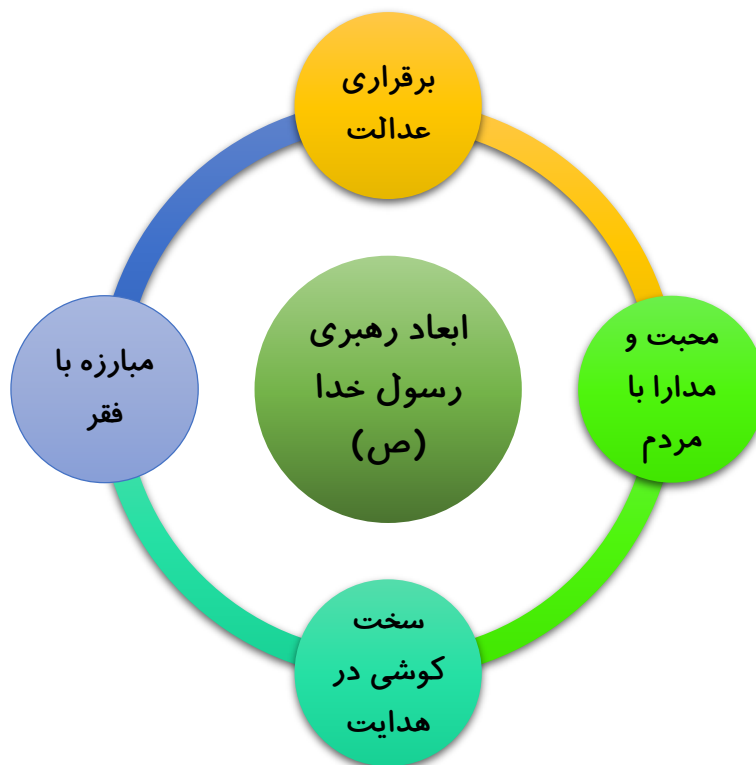 برقراری
عدالت
محبت و
مدارا با
مردم
سخت
کوشی در
هدایت
مبارزه با
فقر
ابعاد رهبری
رسول خدا
(ص)